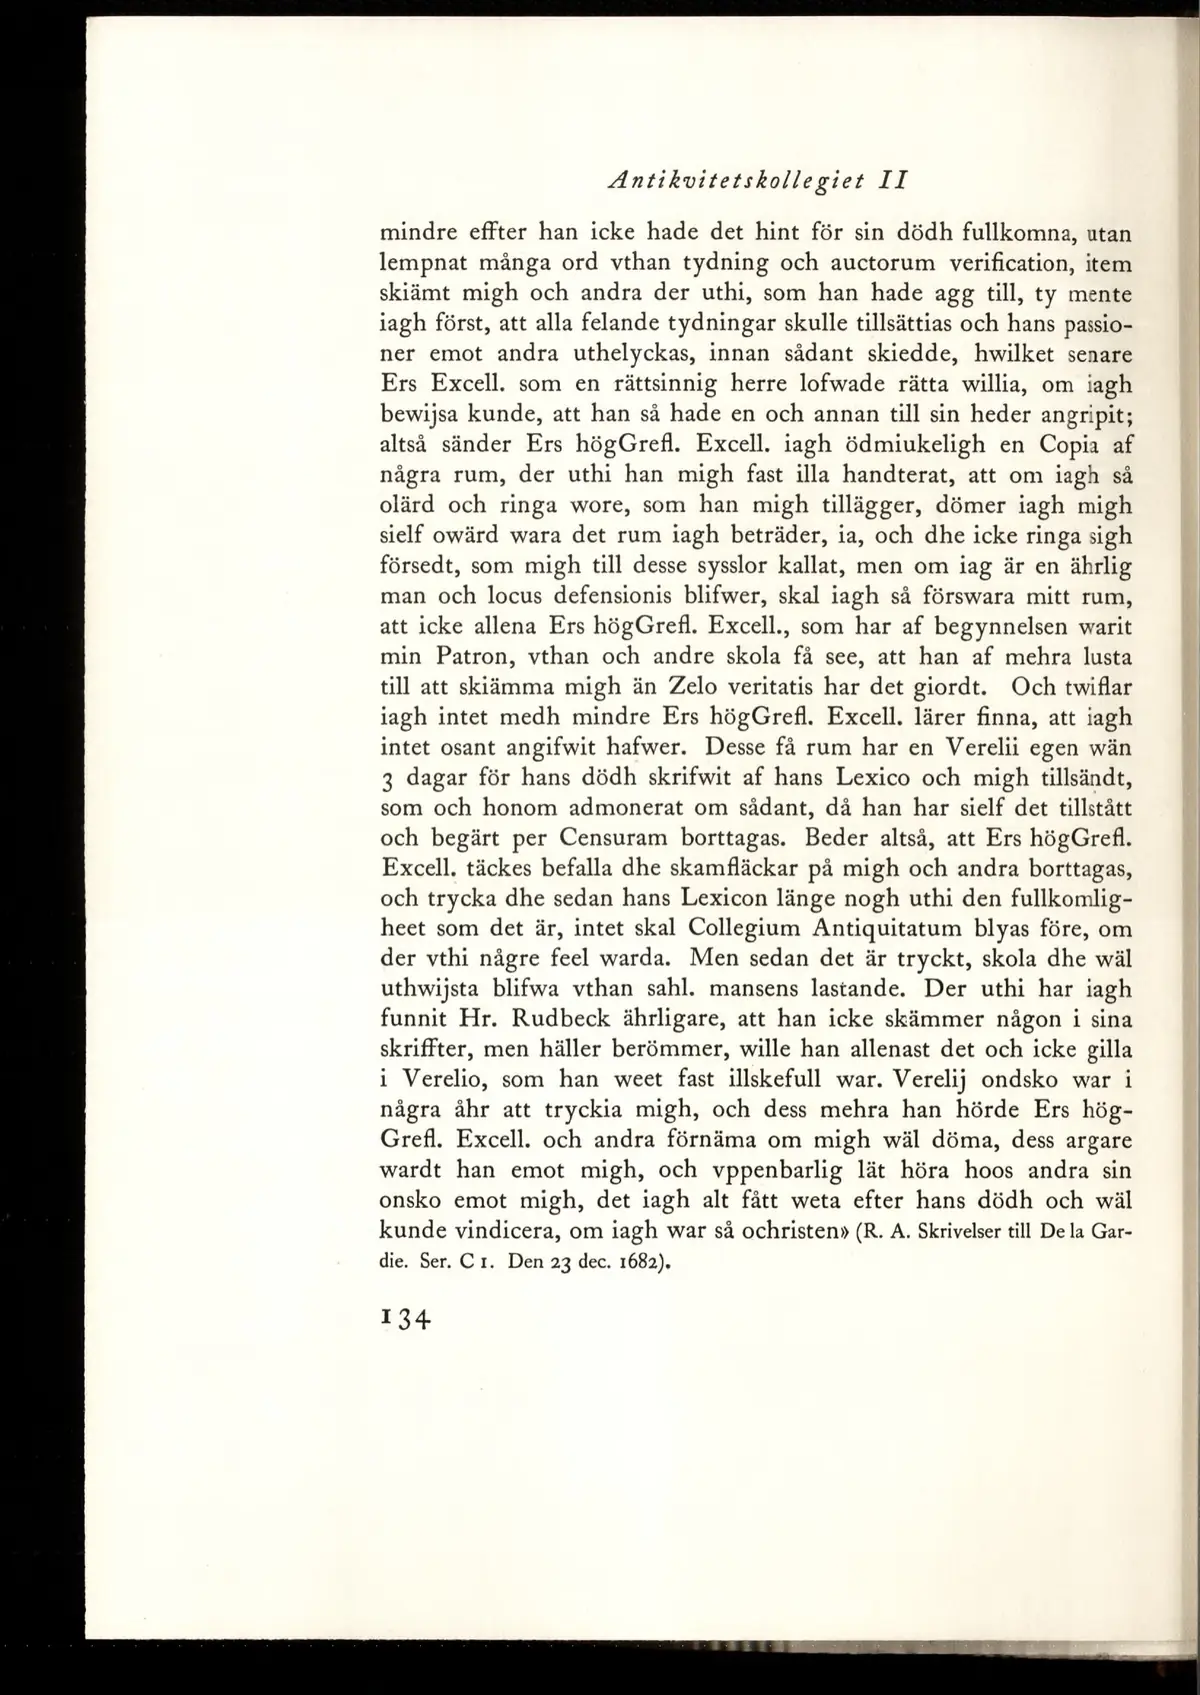 Antikvitetskollegiet II
mindre effter han icke hade det hint för sin dödh fullkomna, utan
lempnat många ord vthan tydning och auctorum verification, item
skiämt migh och andra der uthi, som han hade agg till, ty mente
iagh först, att alla felande tydningar skulle tillsättias och hans passio-
ner emot andra uthelyckas, innan sådant skiedde, hwilket senare
Ers Excell. som en rättsinnig herre lofwade rätta willia, om iagh
bewijsa kunde, att han så hade en och annan till sin heder angripit;
altså sänder Ers högGrefl. Excell. iagh ödmiukeligh en Copia af
några rum, der uthi han migh fast illa handterat, att om iagh så
olärd och ringa wore, som han migh tillägger, dömer iagh migh
sielf owärd wara det rum iagh beträder, ia, och dhe icke ringa sigh
försedt, som migh till desse sysslor kallat, men om iag är en ährlig
man och locus defensionis blifwer, skal iagh så förswara mitt rum,
att icke allena Ers högGrefl. Excell., som har af begynnelsen warit
min Patron, vthan och andre skola få see, att han af mehra lusta
till att skiämma migh än Zelo veritatis har det giordt. Och twiflar
iagh intet medh mindre Ers högGrefl. Excell. lärer finna, att iagh
intet osant angifwit hafwer. Desse få rum har en Verelii egen wän
3 dagar för hans dödh skrifwit af hans Lexico och migh tillsändt,
som och honom admonerat om sådant, då han har sielf det tillstått
och begärt per Censuram borttagas. Beder altså, att Ers högGrefl.
Excell. täckes befalla dhe skamfläckar på migh och andra borttagas,
och trycka dhe sedan hans Lexicon länge nogh uthi den fullkomlig-
heet som det är, intet skal Collegium Antiquitatum blyas före, om
der vthi någre feel warda. Men sedan det är tryckt, skola dhe wäl
uthwijsta blifwa vthan sahl. mansens lastande. Der uthi har iagh
funnit Hr. Rudbeck ährligare, att han icke skämmer någon i sina
skriffter, men häller berömmer, wille han allenast det och icke gilla
i Verelio, som han weet fast illskefull war. Verelij ondsko war i
några åhr att tryckia migh, och dess mehra han hörde Ers hög-
Grefl. Excell. och andra förnäma om migh wäl döma, dess argare
wardt han emot migh, och vppenbarlig lät höra hoos andra sin
onsko emot migh, det iagh alt fått weta efter hans dödh och wäl
kunde vindicera, om iagh war så ochristen» (R. A. Skrivelser till De la Gar-
die. Ser. C 1. Den 23 dec. 1682).
134